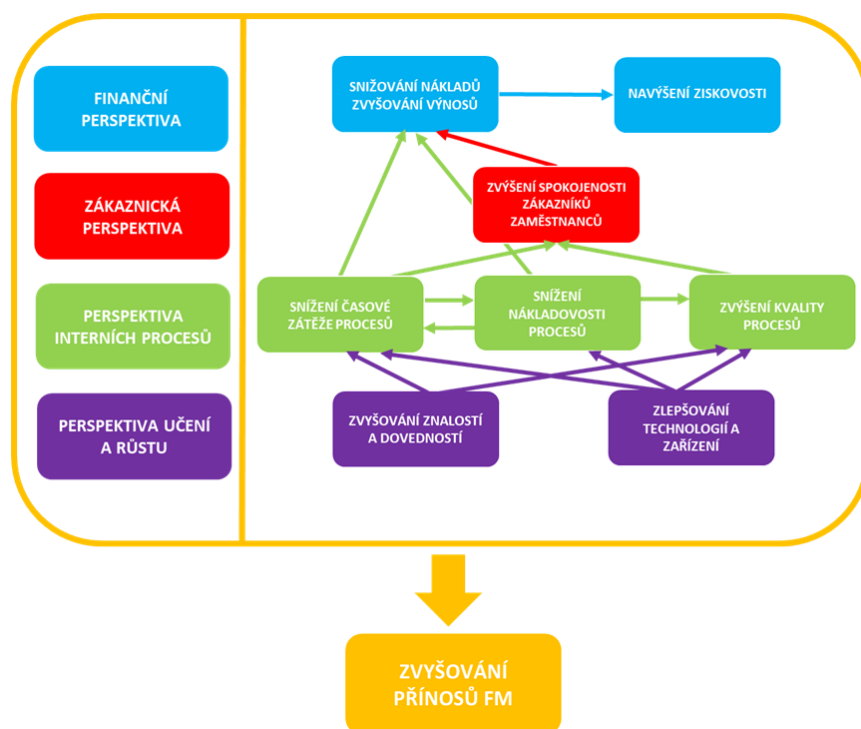 FINANČNÍ
PERSPEKTIVA
ZÁKAZNICKÁ
PERSPEKTIVA
PERSPEKTIVA
INTERNÍCH PROCESŮ
PERSPEKTIVA UČENÍ
A RŮSTU
SNIŽOVÁNÍ NÁKLADŮ
ZVYŠOVÁNÍ VÝNOSŮ
NAVÝŠENÍ ZISKOVOSTI
ZVÝŠENÍ SPOKOJENOSTI
ZÁKAZNÍKŮ
ZAMĚSTNANCŮ
SNÍŽENÍ ČASOVÉ
ZÁTĚŽE PROCESŮ
SNÍŽENÍ
NÁKLADOVOSTI
PROCESŮ
ZVÝŠENÍ KVALITY
PROCESŮ
ZVYŠOVÁNÍ ZNALOSTÍ
A DOVEDNOSTÍ
ZLEPŠOVÁNÍ
TECHNOLOGIÍ A
ZAŘÍZENÍ
ZVYŠOVÁNÍ
PŘÍNOSŮ FM